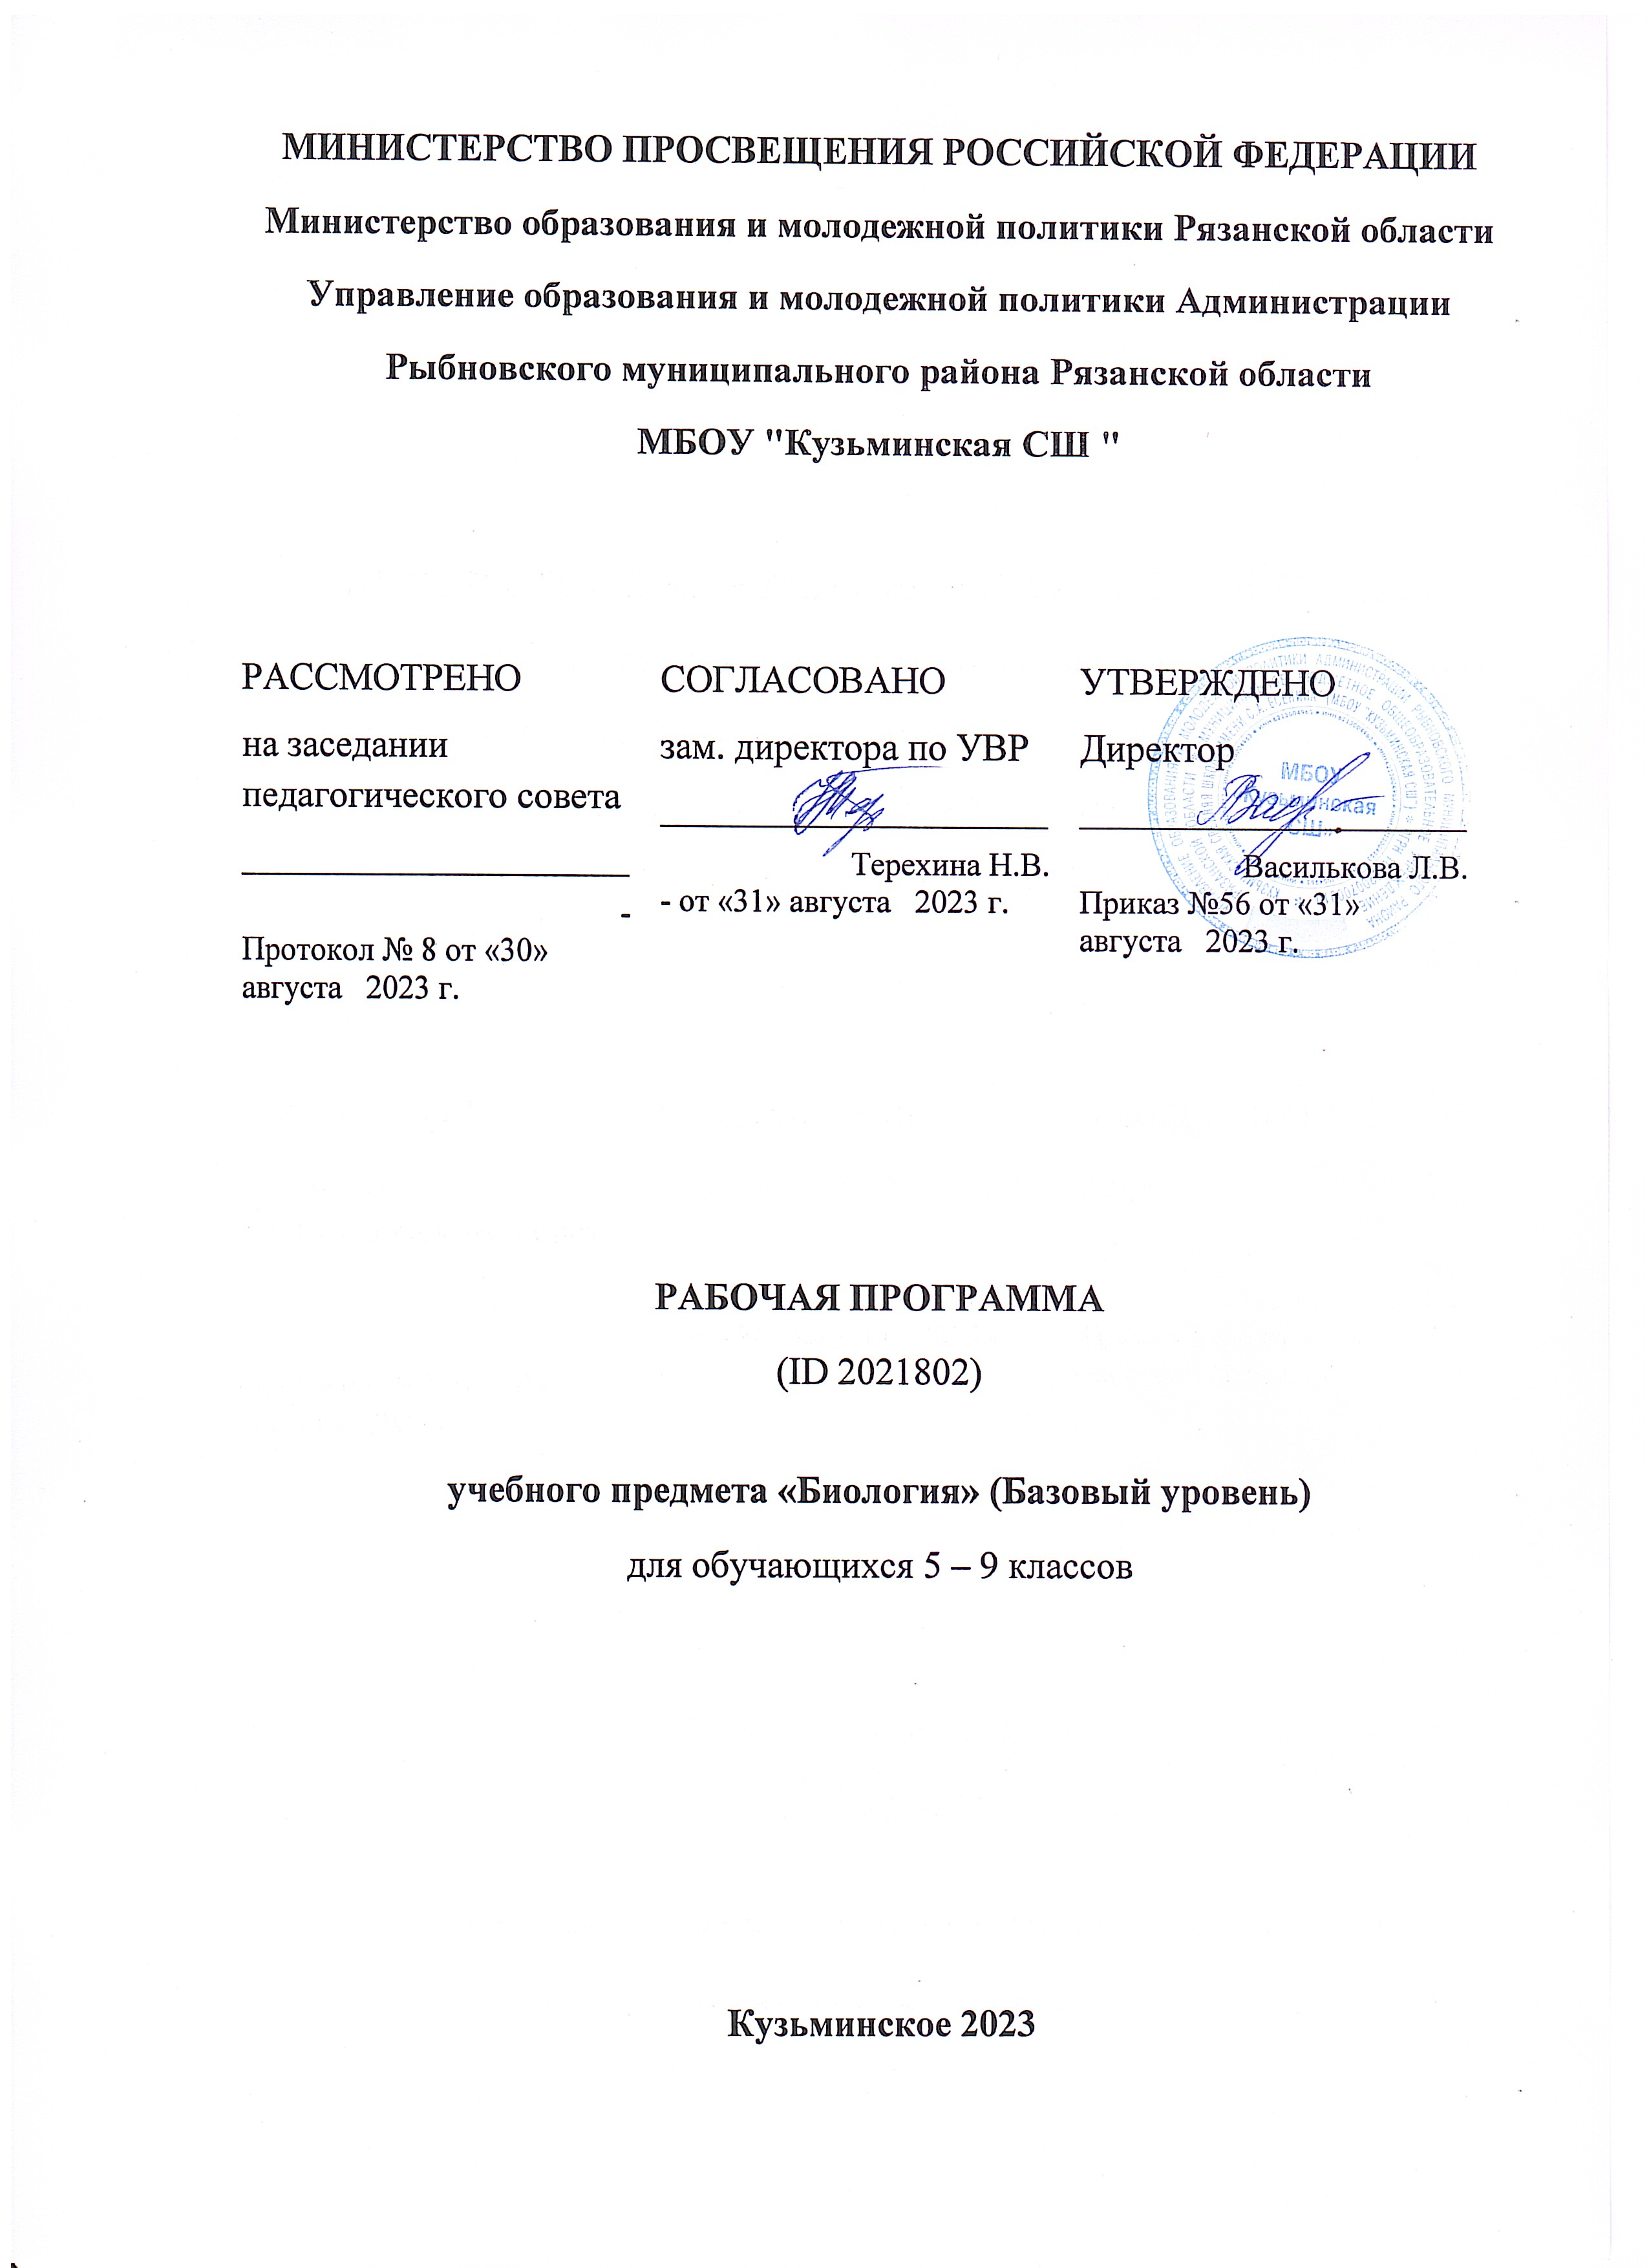 МИНИСТЕРСТВО ПРОСВЕЩЕНИЯ РОССИЙСКОЙ ФЕДЕРАЦИИ
Министерство образования и молодежной политики Рязанской области
Управление образования и молодежной политики Администрации
Рыбновского муниципального района Рязанской области
МБОУ "Кузьминская СШ "
РАССМОТРЕНО
на заседании
педагогического совета
-
Протокол № 8 от «30»
августа 2023 г.
СОГЛАСОВАНО
зам. директора по УВР
Терехина Н.В.
- от «31» августа 2023 г.
УТВЕРЖДЕНО
Директор
Василькова Л.В.
Приказ №56 от «31»
августа 2023 г.
МБОУ
Кузьминская
СШ»
РАБОЧАЯ ПРОГРАММА
(ID 2021802)
учебного предмета «Биология» (Базовый уровень)
для обучающихся 5 – 9 классов
Кузьминское 2023